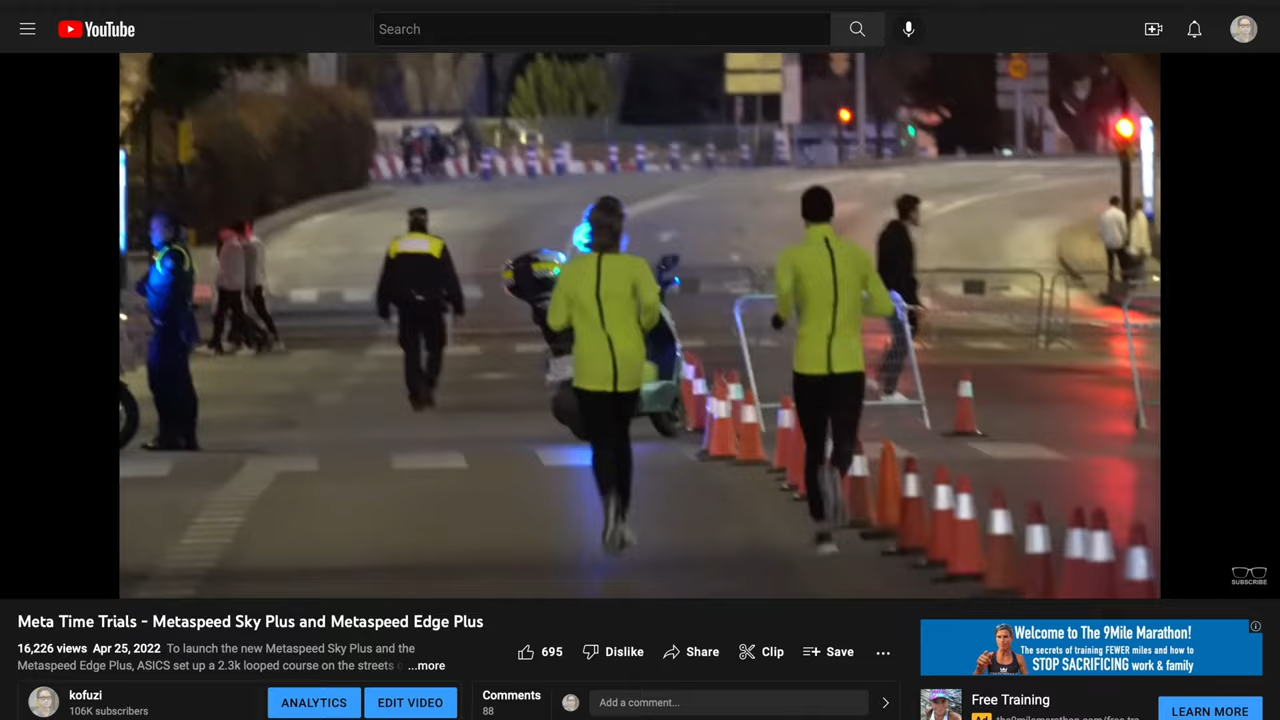 YouTube
Search
SUBSCRIBE
Meta Time Trials - Metaspeed Sky Plus and Metaspeed Edge Plus
16,226 views Apr 25, 2022 To launch the new Metaspeed Sky Plus and the
Metaspeed Edge Plus, ASICS set up a 2.3k looped course on the streets o ...more
695
Dislike
Share
Clip
Save
kofuzi
106K subscribers
ANALYTICS
EDIT VIDEO
Comments
88
Add a comment...
Welcome to The 9Mile Marathon!
The secrets of training FEWER miles and how to
STOP SACRIFICING work & family
Free Training
Ad
LEARN MORE